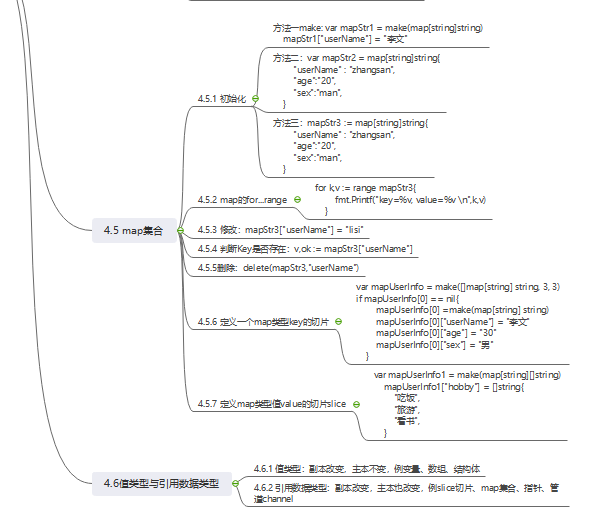 4.5 map集合
4.5.1 初始化
方法一make: var mapStr1 = make(map[string]string)
mapStr1["userName"] = "李文"
方法二：var mapStr2 = map[string]string{
"userName" : "zhangsan",
"age":"20",
"sex":"man",
}
方法三：mapStr3 := map[string]string{
"userName" : "zhangsan",
"age":"20",
"sex":"man",
}
4.5.2 map的for...range
for k,v := range mapStr3{
fmt.Printf("key=%v, value=%v \n",k,v)
}
4.5.3 修改：mapStr3["userName"] = "lisi"
4.5.4 判断Key是否存在：v,ok := mapStr3["userName"]
4.5.5删除：delete(mapStr3,"userName")
4.5.6 定义一个map类型key的切片
var mapUserInfo = make([]map[string] string, 3, 3)
if mapUserInfo[0] == nil{
mapUserInfo[0] =make(map[string] string)
mapUserInfo[0]["userName"] = "李文"
mapUserInfo[0]["age"] = "30"
mapUserInfo[0]["sex"] = "男"
}
4.5.7 定义map类型值value的切片slice
var mapUserInfo1 = make(map[string][]string)
mapUserInfo1["hobby"] = []string{
"吃饭",
"旅游",
"看书",
}
4.6值类型与引用数据类型
4.6.1 值类型：副本改变，主本不变，例变量、数组、结构体
4.6.2 引用数据类型：副本改变，主本也改变，例slice切片、map集合、指针、管
道channel